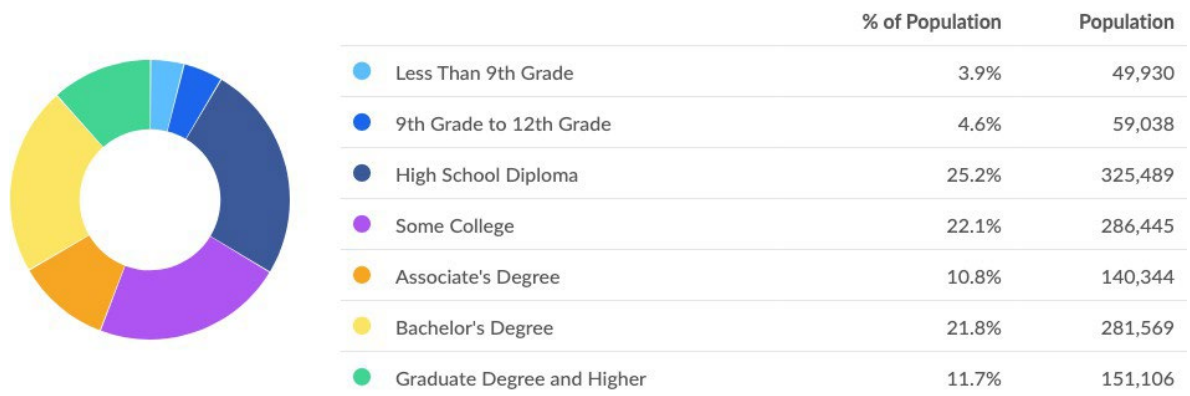 % of Population Population
Less Than 9th Grade 3.9% 49,930
9th Grade to 12th Grade 4.6% 59,038
High School Diploma 25.2% 325,489
Some College 22.1% 286,445
Associate's Degree 10.8% 140,344
Bachelor's Degree 21.8% 281,569
Graduate Degree and Higher 11.7% 151,106